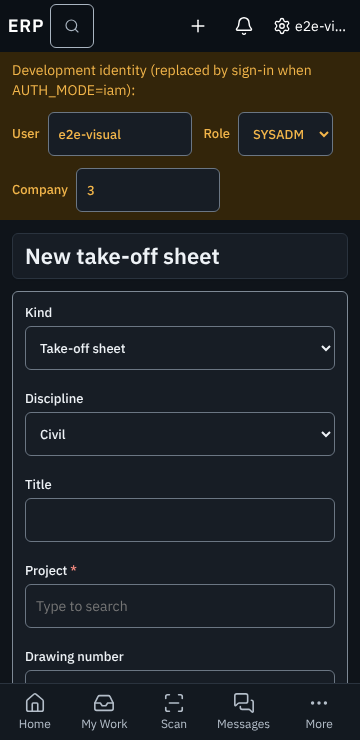 ERP
e2e-vi...
Development identity (replaced by sign-in when
AUTH_MODE=iam):
User e2e-visual Role SYSADM
Company 3
New take-off sheet
Kind
Take-off sheet
Discipline
Civil
Title
Project *
Type to search
Drawing number
Home My Work Scan Messages More